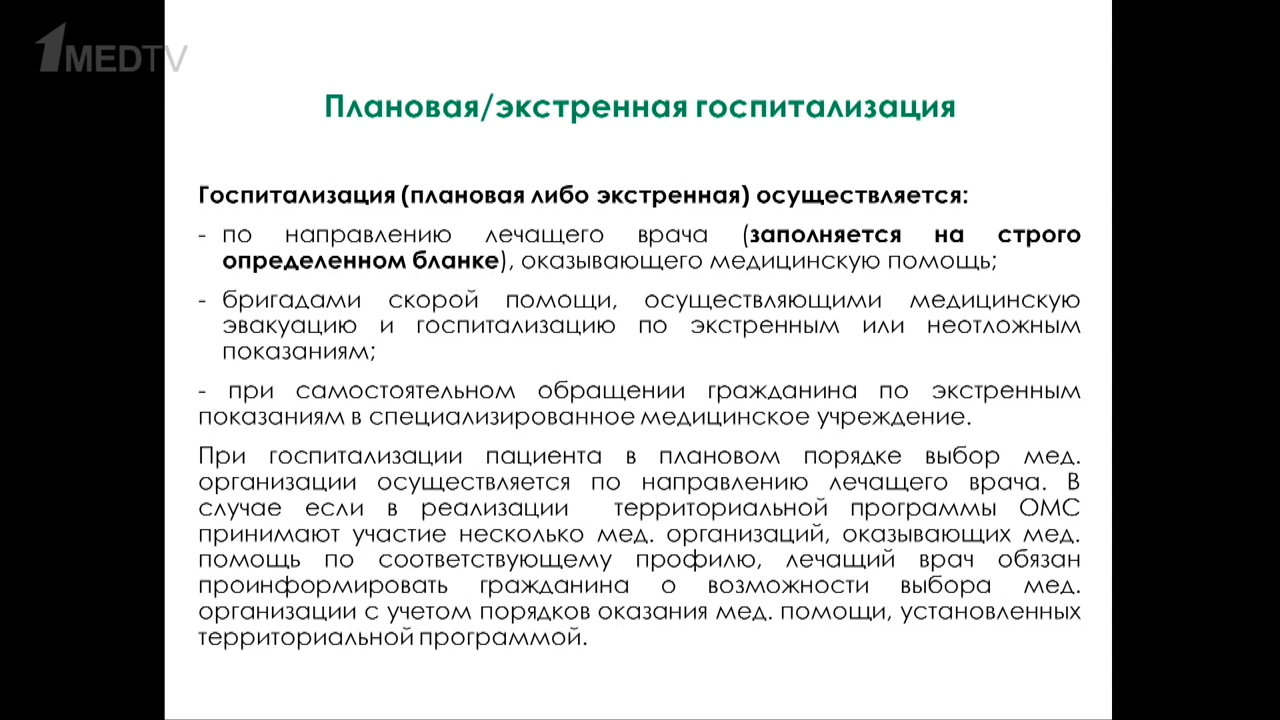 1MEDTV
Плановая/экстренная госпитализация
Госпитализация (плановая либо экстренная) осуществляется:
- по направлению лечащего врача (заполняется на строго
определенном бланке), оказывающего медицинскую помощь;
- бригадами скорой помощи, осуществляющими медицинскую
эвакуацию и госпитализацию по экстренным или неотложным
показаниям;
- при самостоятельном обращении гражданина по экстренным
показаниям в специализированное медицинское учреждение.
При госпитализации пациента в плановом порядке выбор мед.
организации осуществляется по направлению лечащего врача. В
случае если в реализации территориальной программы ОМС
принимают участие несколько мед. организаций, оказывающих мед.
помощь по соответствующему профилю, лечащий врач обязан
проинформировать гражданина о возможности выбора мед.
организации с учетом порядков оказания мед. помощи, установленных
территориальной программой.